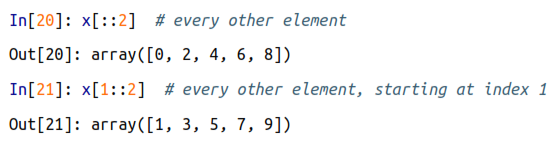 In[20]: x[::2]  # every other element
Out[20]: array([0, 2, 4, 6, 8])
In[21]: x[1::2]  # every other element, starting at index 1
Out[21]: array([1, 3, 5, 7, 9])